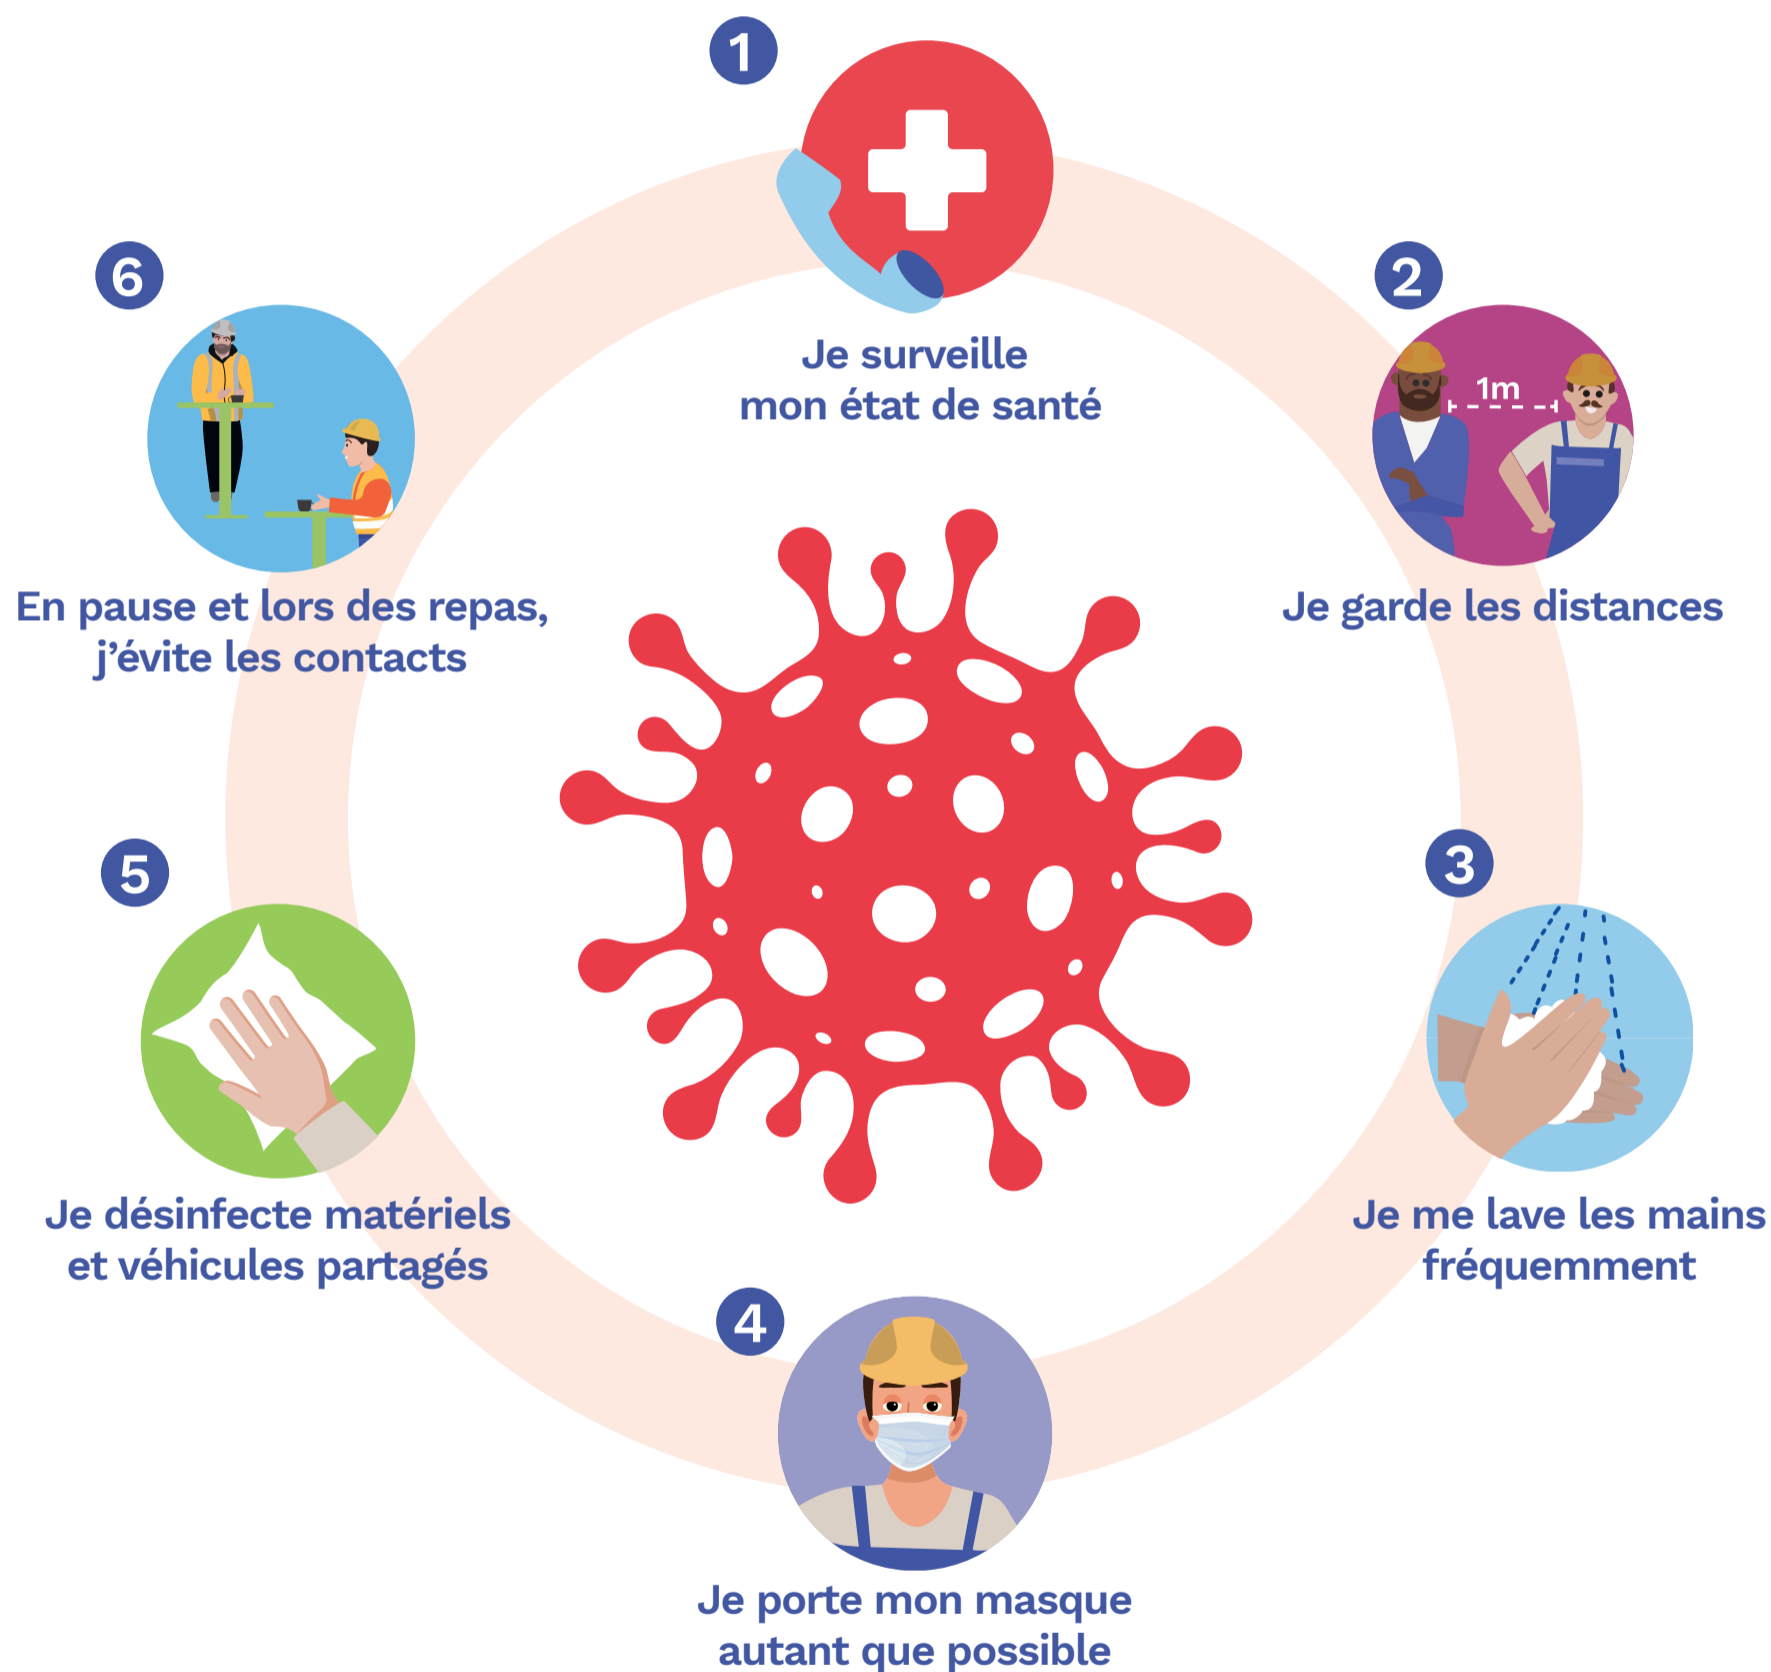 1
Je surveille
mon état de santé
2
1m
Je garde les distances
3
Je me lave les mains
fréquemment
4
Je porte mon masque
autant que possible
5
Je désinfecte matériels
et véhicules partagés
6
En pause et lors des repas,
j’évite les contacts